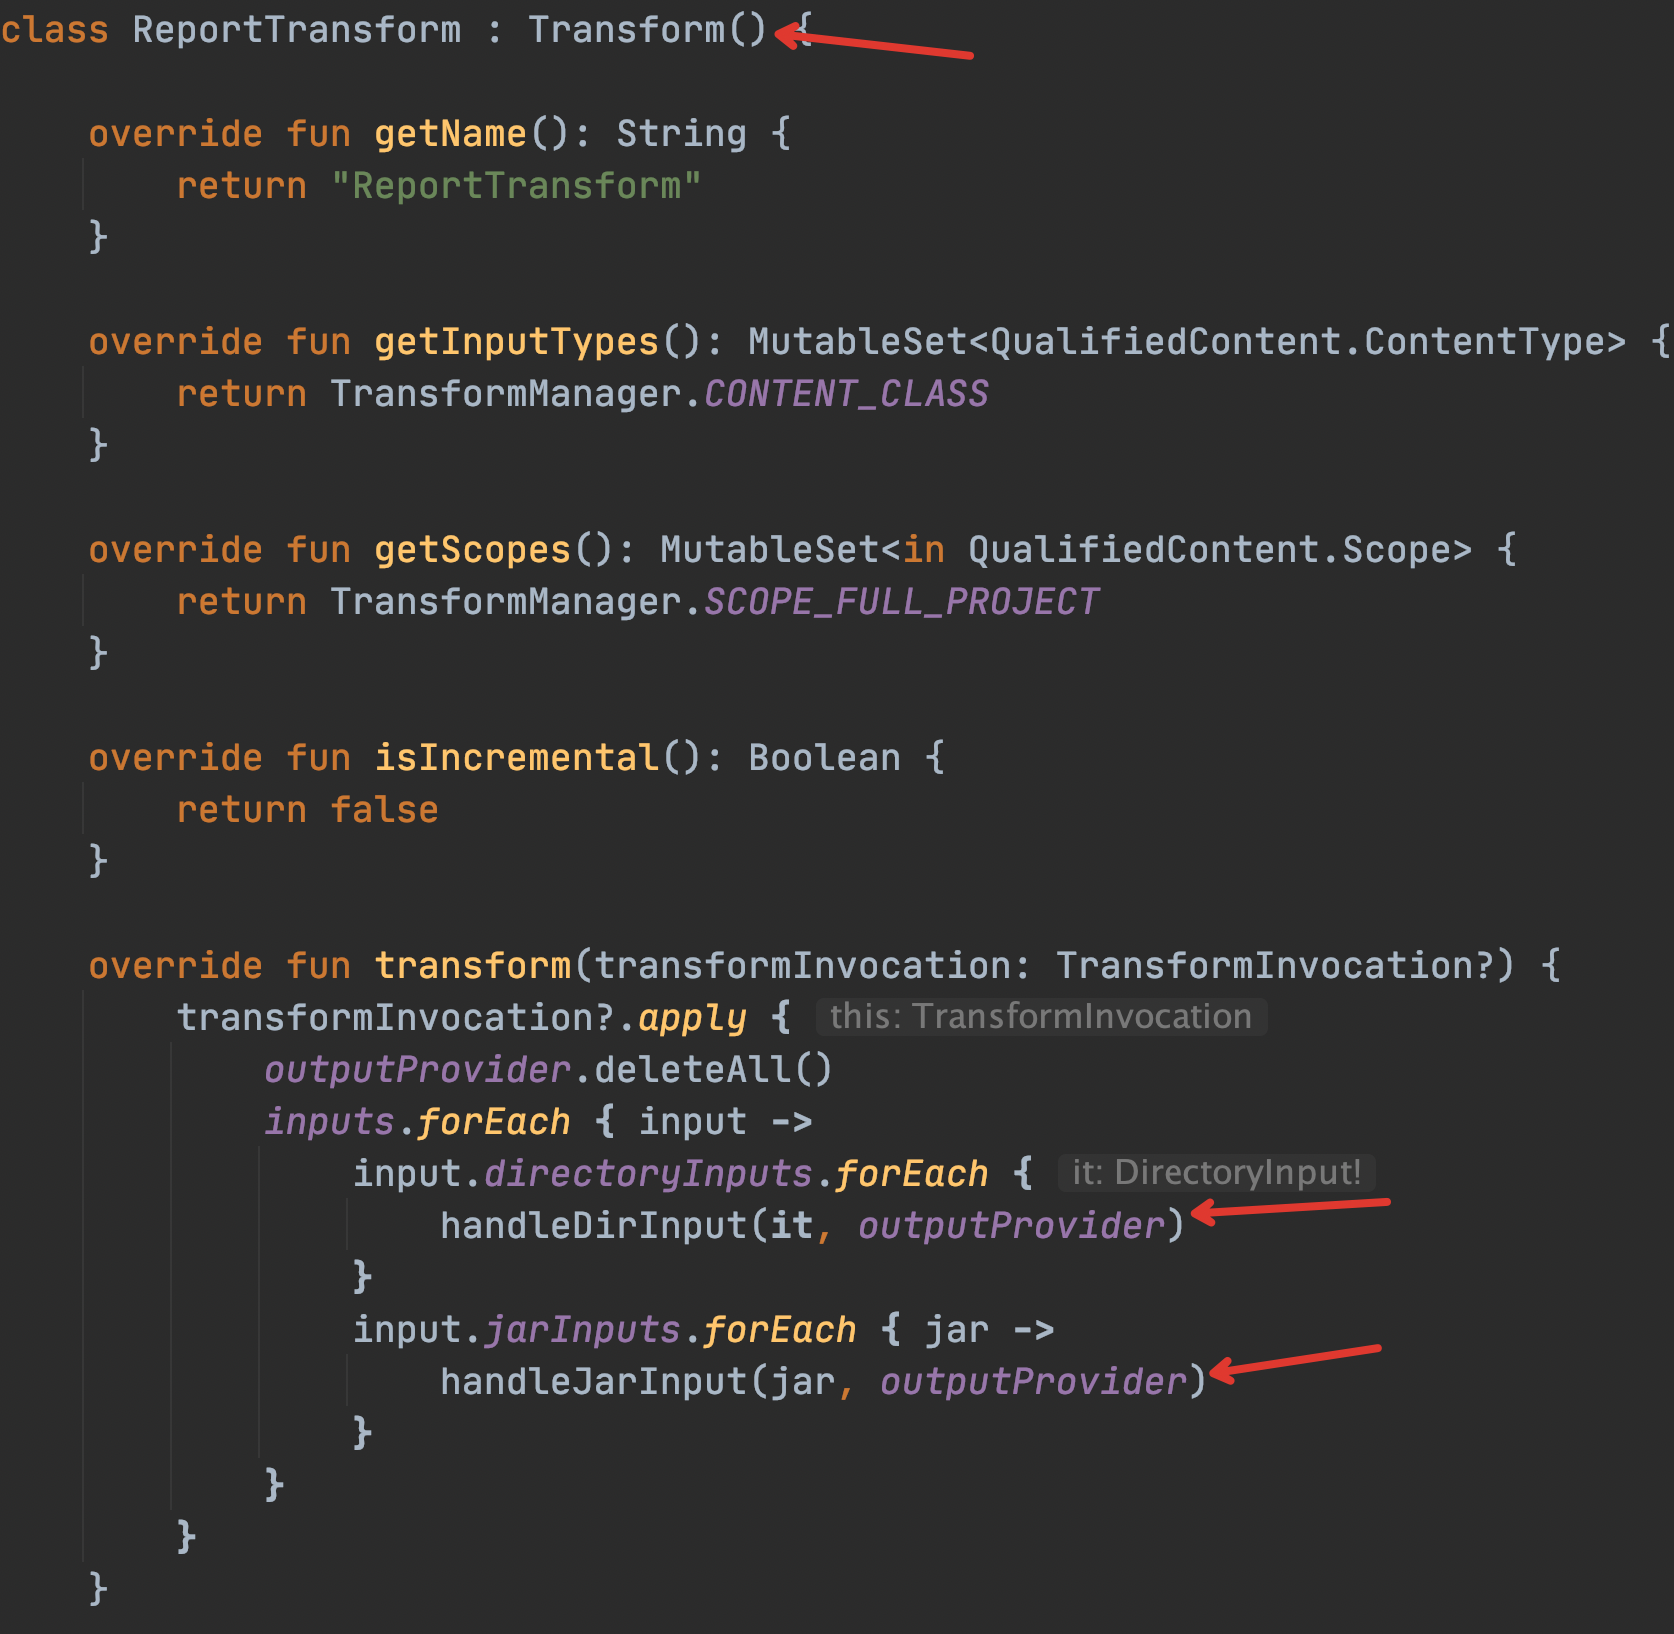 class ReportTransform : Transform() {
override fun getName(): String {
return "ReportTransform"
}
override fun getInputTypes(): MutableSet<QualifiedContent.ContentType> {
return TransformManager.CONTENT_CLASS
}
override fun getScopes(): MutableSet<in QualifiedContent.Scope> {
return TransformManager.SCOPE_FULL_PROJECT
}
override fun isIncremental(): Boolean {
return false
}
override fun transform(transformInvocation: TransformInvocation?) {
transformInvocation?.apply { this: TransformInvocation
outputProvider.deleteAll()
inputs.forEach { input ->
input.directoryInputs.forEach { it: DirectoryInput!
handleDirInput(it, outputProvider)
}
input.jarInputs.forEach { jar ->
handleJarInput(jar, outputProvider)
}
}
}
}